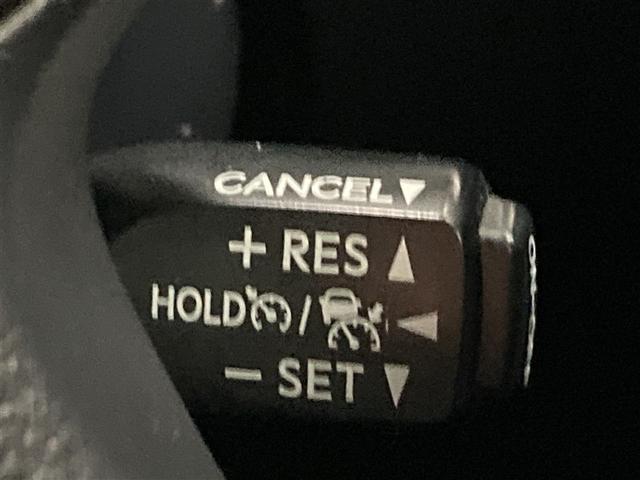 CANCEL▼
+ RES ▲
HOLD /  ◀
− SET ▼